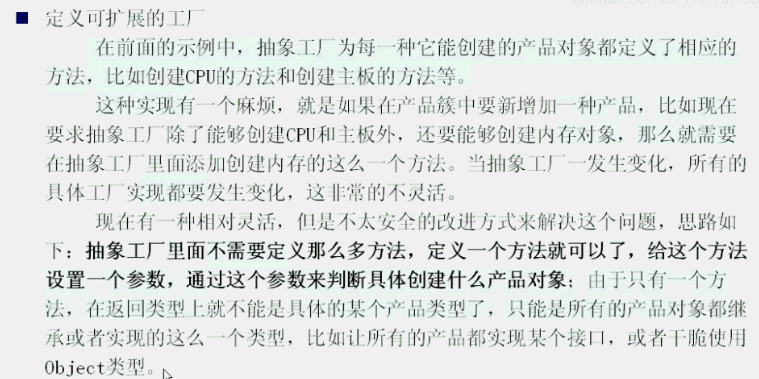 定义可扩展的工厂
在前面的示例中，抽象工厂为每一种它能创建的产品对象都定义了相应的
方法，比如创建CPU的方法和创建主板的方法等。
这种实现有一个麻烦，就是如果在产品簇中要新增加一种产品，比如现在
要求抽象工厂除了能够创建CPU和主板外，还要能够创建内存对象，那么就需要
在抽象工厂里面添加创建内存的这么一个方法。当抽象工厂一发生变化，所有的
具体工厂实现都要发生变化，这非常的不灵活。
现在有一种相对灵活，但是不太安全的改进方式来解决这个问题，思路如
下：抽象工厂里面不需要定义那么多方法，定义一个方法就可以了，给这个方法
设置一个参数，通过这个参数来判断具体创建什么产品对象；由于只有一个方
法，在返回类型上就不能是具体的某个产品类型了，只能是所有的产品对象都继
承或者实现的这么一个类型，比如让所有的产品都实现某个接口，或者干脆使用
Object类型。